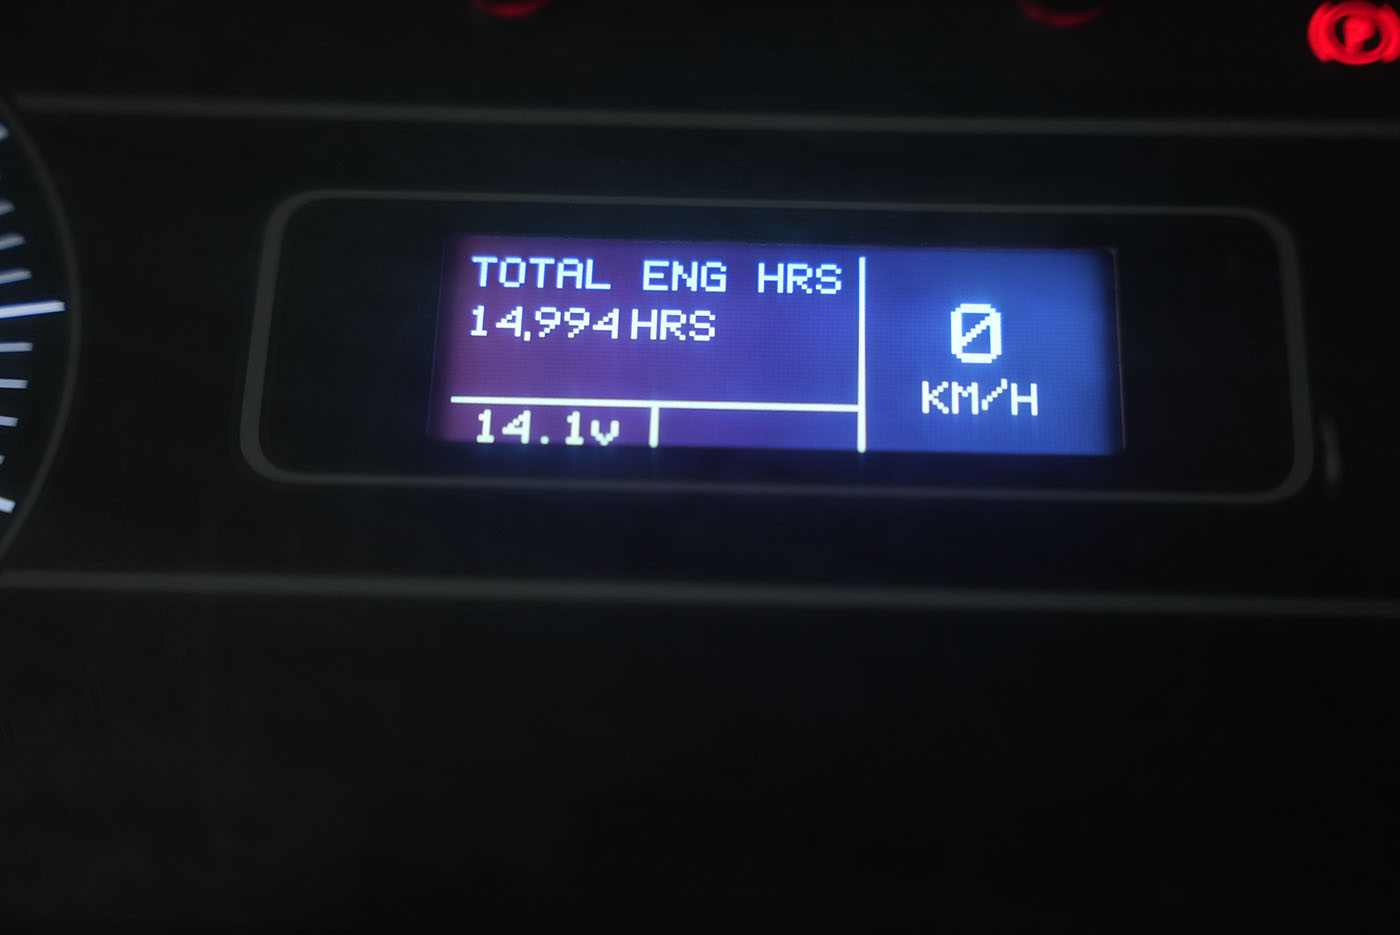 TOTAL ENG HRS
14,994 HRS
14.1v
0
KM/H
P